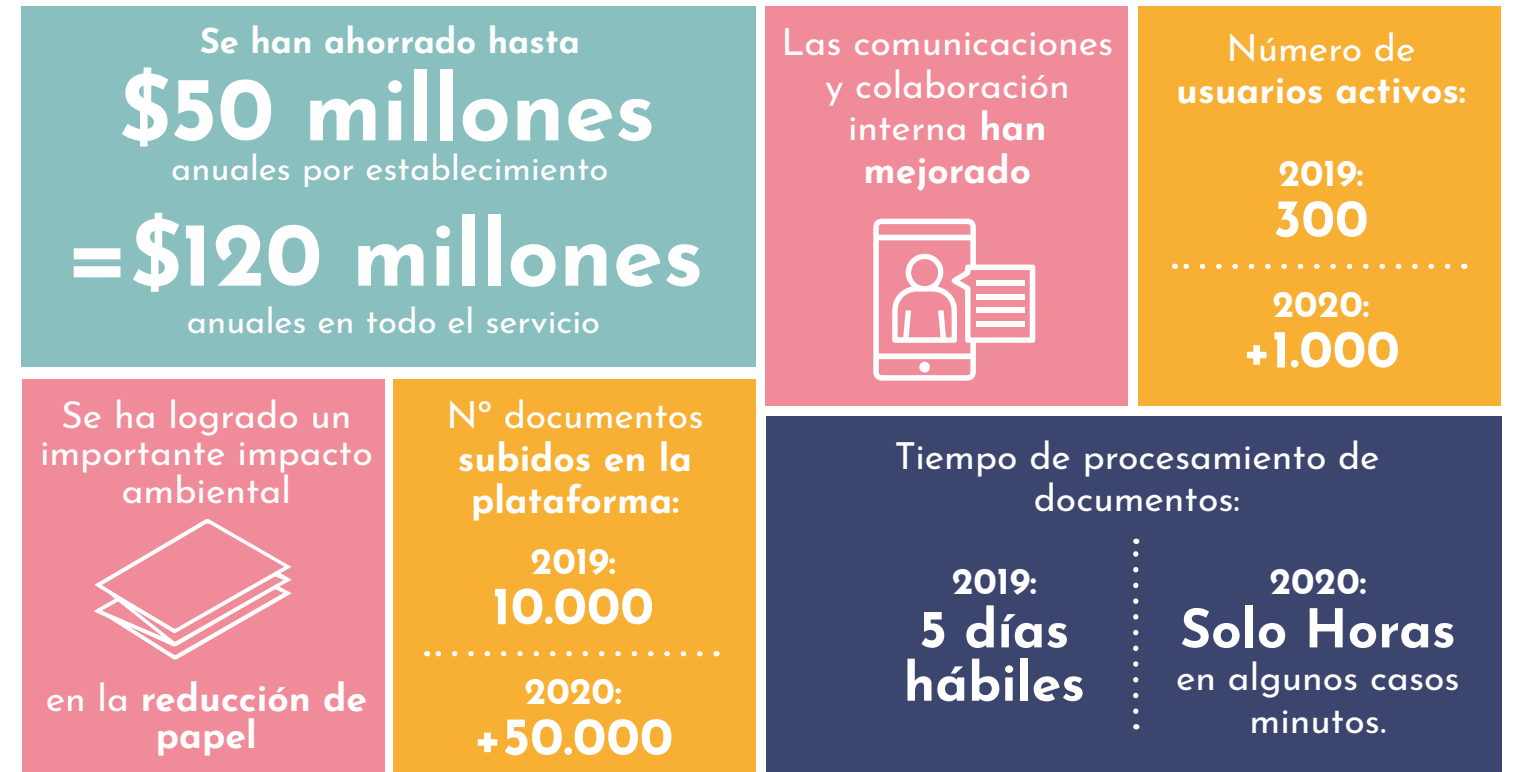 Se han ahorrado hasta
$50 millones
anuales por establecimiento
=$120 millones
anuales en todo el servicio
Las comunicaciones
y colaboración
interna han
mejorado
Número de
usuarios activos:
2019:
300
2020:
+1.000
Se ha logrado un
importante impacto
ambiental
en la reducción de
papel
Nº documentos
subidos en la
plataforma:
2019:
10.000
2020:
+50.000
Tiempo de procesamiento de
documentos:
2019:
5 días
hábiles
2020:
Solo Horas
en algunos casos
minutos.